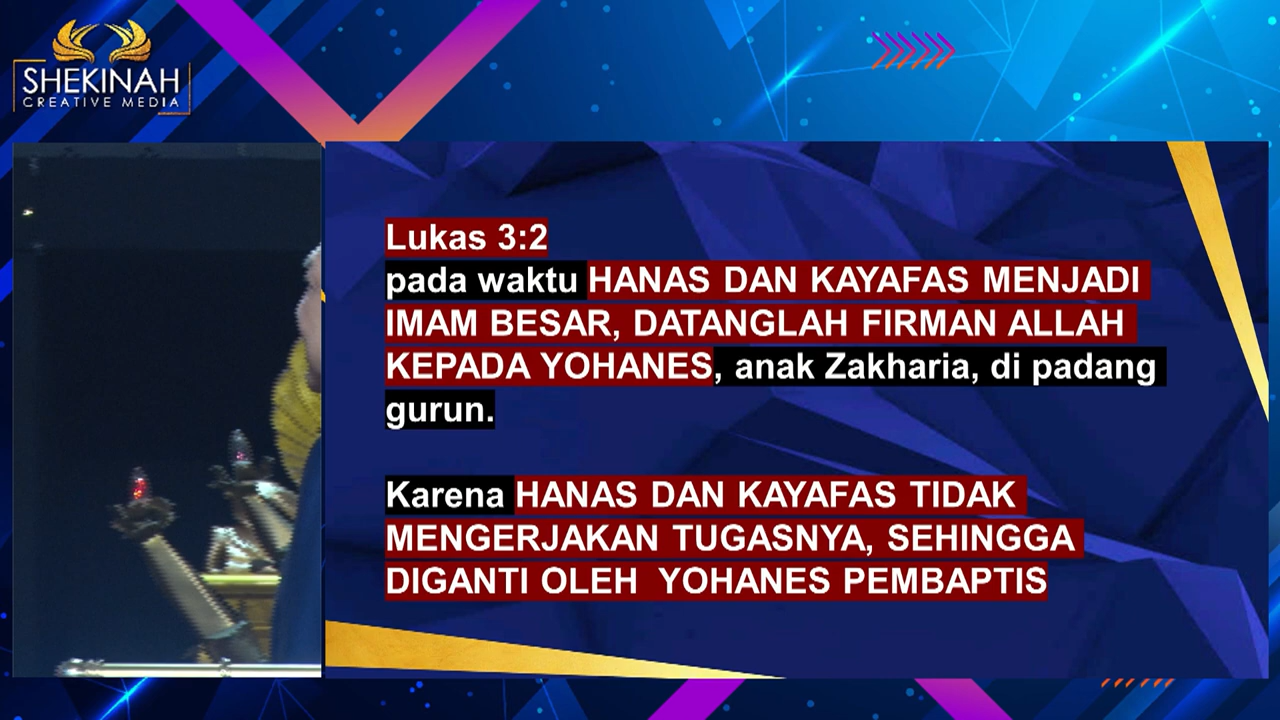 SHEKINAH
CREATIVE MEDIA
Lukas 3:2
pada waktu HANAS DAN KAYAFAS MENJADI
IMAM BESAR, DATANGLAH FIRMAN ALLAH
KEPADA YOHANES, anak Zakharia, di padang
gurun.
Karena HANAS DAN KAYAFAS TIDAK
MENGERJAKAN TUGASNYA, SEHINGGA
DIGANTI OLEH  YOHANES PEMBAPTIS